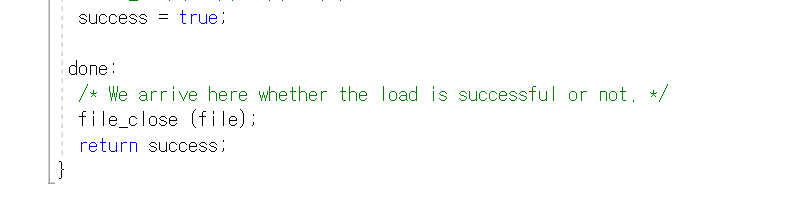 success = true;
done:
/* We arrive here whether the load is successful or not. */
file_close (file);
return success;
}